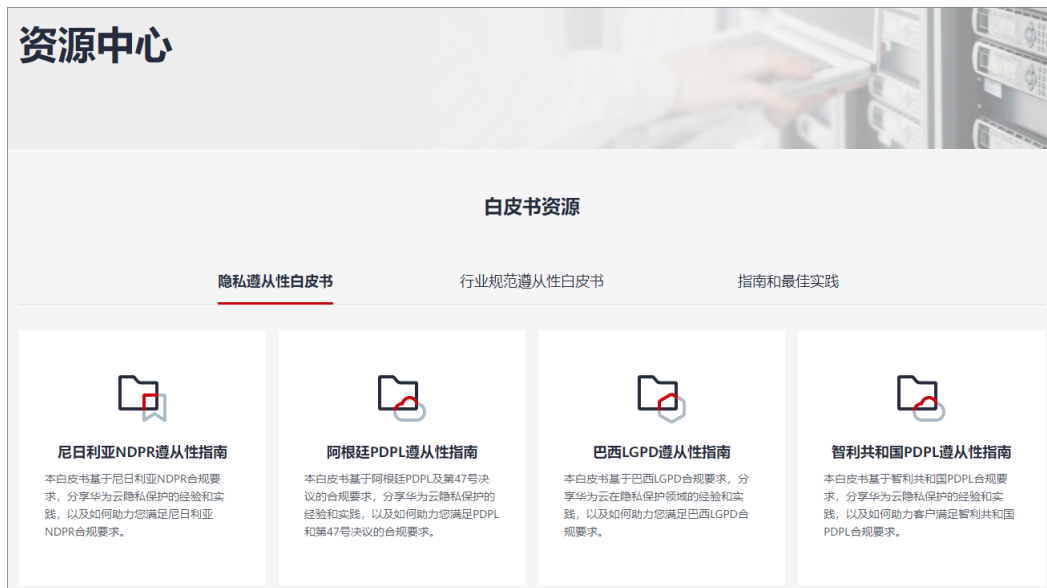 资源中心
白皮书资源
隐私遵从性白皮书
行业规范遵从性白皮书
指南和最佳实践
尼日利亚NDPR遵从性指南
本白皮书基于尼日利亚NDPR合规要
求，分享华为云隐私保护的经验和实
践，以及如何助力您满足尼日利亚
NDPR合规要求。
阿根廷PDPL遵从性指南
本白皮书基于阿根廷PDPL及第47号决
议的合规要求，分享华为云隐私保护的
经验和实践，以及如何助力您满足PDPL
和第47号决议的合规要求。
巴西LGPD遵从性指南
本白皮书基于巴西LGPD合规要求，分
享华为云在隐私保护领域的经验和实
践，以及如何助力您满足巴西LGPD合
规要求。
智利共和国PDPL遵从性指南
本白皮书基于智利共和国PDPL合规要
求，分享华为云隐私保护的经验和实
践，以及如何助力客户满足智利共和国
PDPL合规要求。